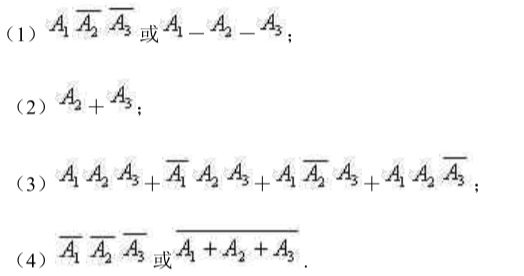 (1) A₁ A̅₂ A̅₃ 或 A₁ – A₂ – A₃;
(2) A₂ + A₃;
(3) A₁ A₂ A₃ + A̅₁ A₂ A₃ + A₁ A̅₂ A₃ + A₁ A₂ A̅₃;
(4) A̅₁ A̅₂ A̅₃ 或 \overline{A₁ + A₂ + A₃}.